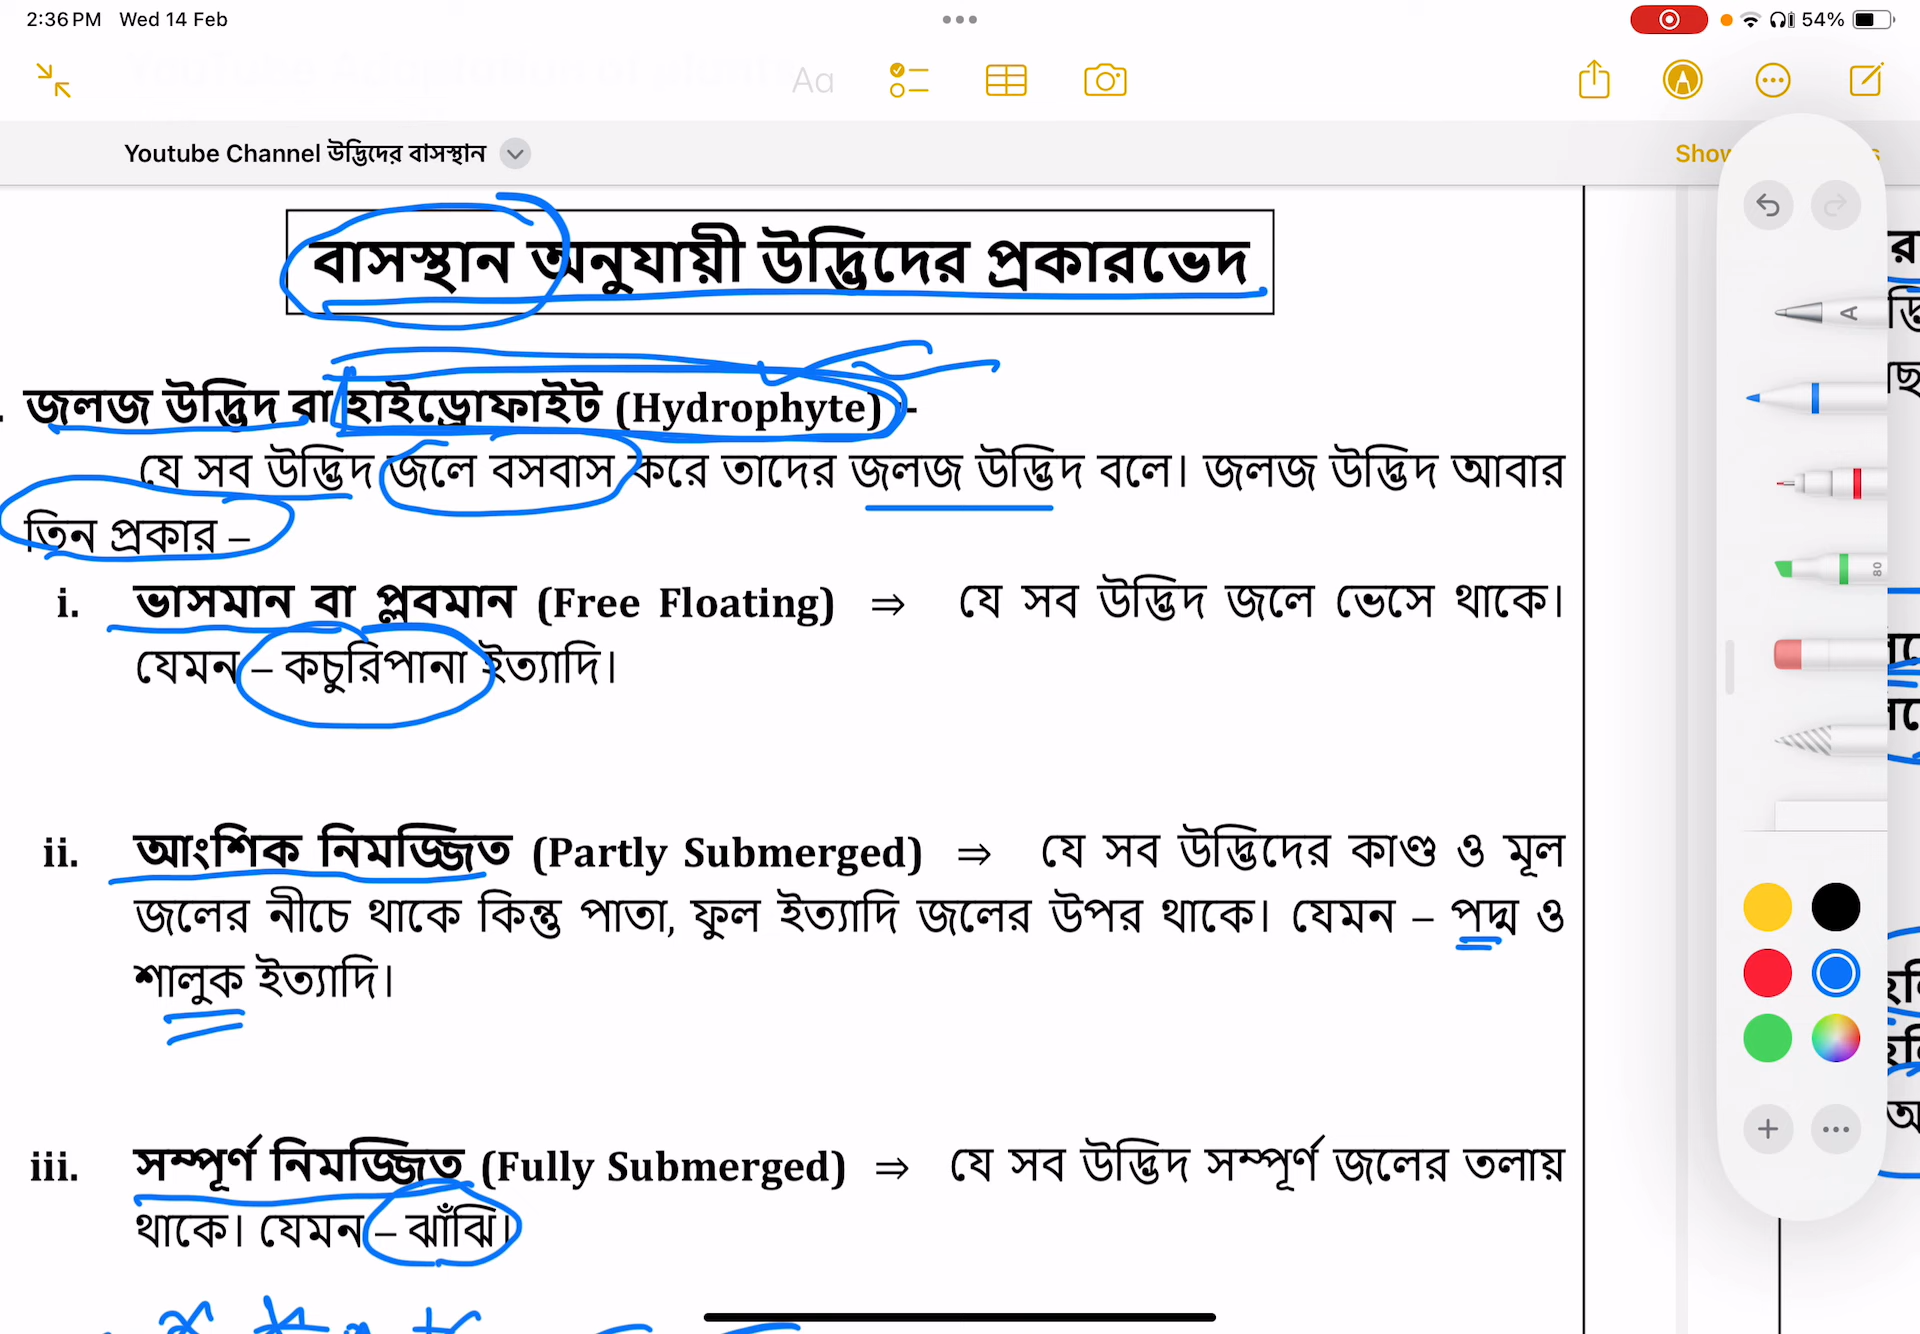 2:36 PM Wed 14 Feb
54%
Aa
Youtube Channel উদ্ভিদের বাসস্থান
বাসস্থান অনুযায়ী উদ্ভিদের প্রকারভেদ
জলজ উদ্ভিদ বা হাইড্রোফাইট (Hydrophyte) -
যে সব উদ্ভিদ জলে বসবাস করে তাদের জলজ উদ্ভিদ বলে। জলজ উদ্ভিদ আবার
তিন প্রকার –
i. ভাসমান বা প্লবমান (Free Floating) ⇒ যে সব উদ্ভিদ জলে ভেসে থাকে।
যেমন – কচুরিপানা ইত্যাদি।
ii. আংশিক নিমজ্জিত (Partly Submerged) ⇒ যে সব উদ্ভিদের কাণ্ড ও মূল
জলের নীচে থাকে কিন্তু পাতা, ফুল ইত্যাদি জলের উপর থাকে। যেমন – পদ্ম ও
শালুক ইত্যাদি।
iii. সম্পূর্ণ নিমজ্জিত (Fully Submerged) ⇒ যে সব উদ্ভিদ সম্পূর্ণ জলের তলায়
থাকে। যেমন – ঝাঁঝি।
A
80